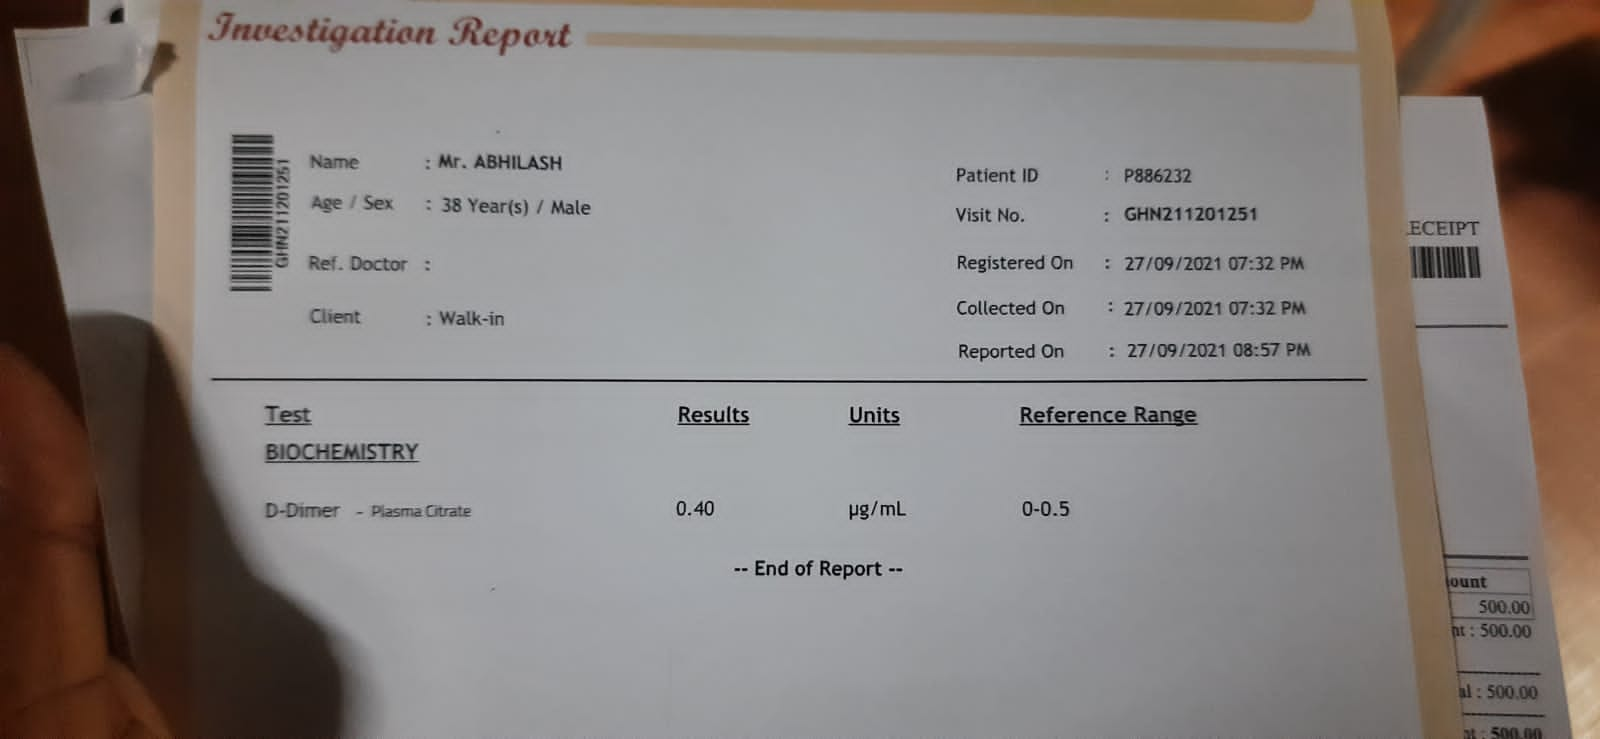 Investigation Report
GHN211201251
Name : Mr. ABHILASH
Age / Sex : 38 Year(s) / Male
Ref. Doctor :
Client : Walk-in
Patient ID : P886232
Visit No. : GHN211201251
Registered On : 27/09/2021 07:32 PM
Collected On : 27/09/2021 07:32 PM
Reported On : 27/09/2021 08:57 PM
Test Results Units Reference Range
BIOCHEMISTRY
D-Dimer - Plasma Citrate 0.40 µg/mL 0-0.5
-- End of Report --
ECEIPT
ount
500.00
nt : 500.00
al : 500.00
nt : 500.00